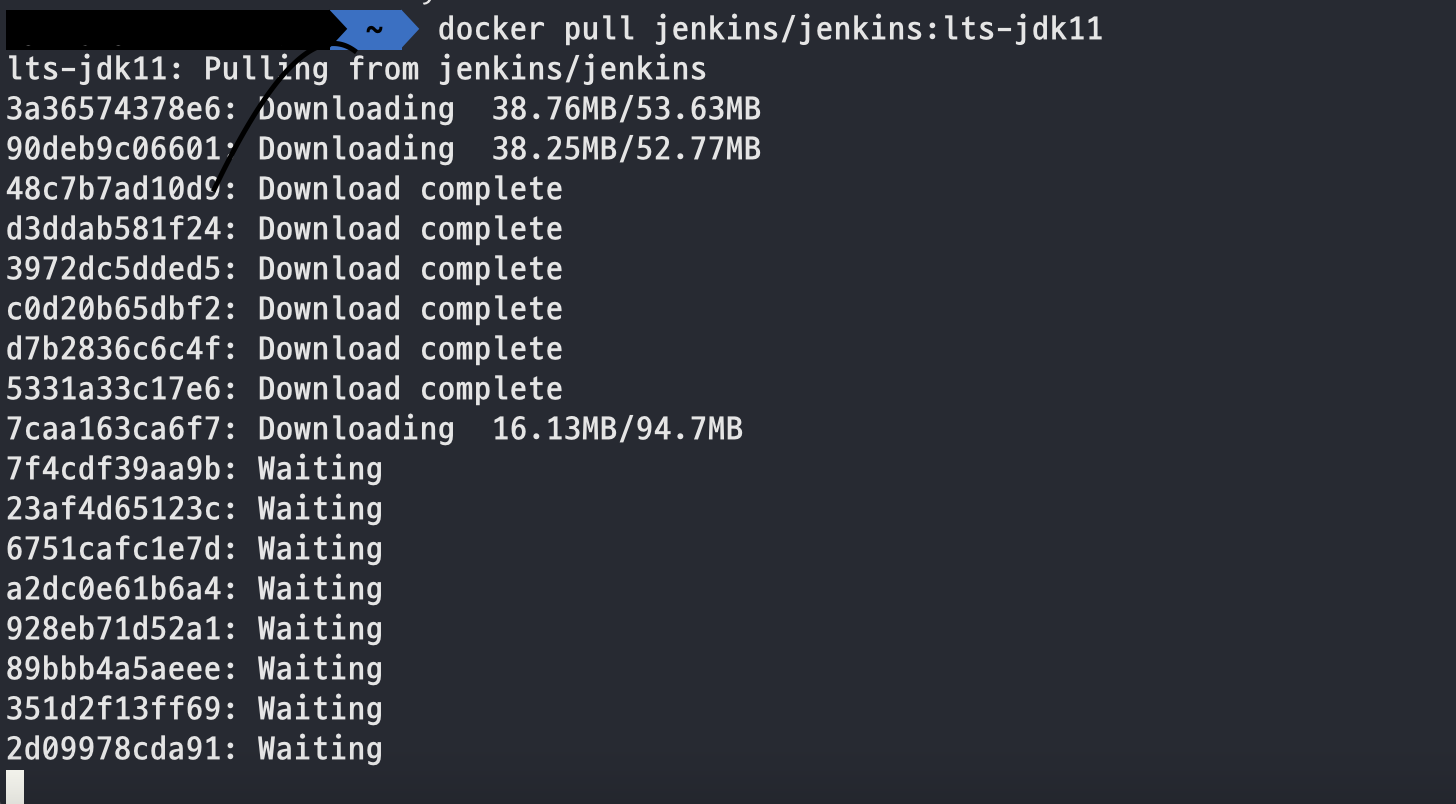 ~ docker pull jenkins/jenkins:lts-jdk11
lts-jdk11: Pulling from jenkins/jenkins
3a36574378e6: Downloading 38.76MB/53.63MB
90deb9c06601: Downloading 38.25MB/52.77MB
48c7b7ad10d9: Download complete
d3ddab581f24: Download complete
3972dc5dded5: Download complete
c0d20b65dbf2: Download complete
d7b2836c6c4f: Download complete
5331a33c17e6: Download complete
7caa163ca6f7: Downloading 16.13MB/94.7MB
7f4cdf39aa9b: Waiting
23af4d65123c: Waiting
6751cafc1e7d: Waiting
a2dc0e61b6a4: Waiting
928eb71d52a1: Waiting
89bbb4a5aeee: Waiting
351d2f13ff69: Waiting
2d09978cda91: Waiting